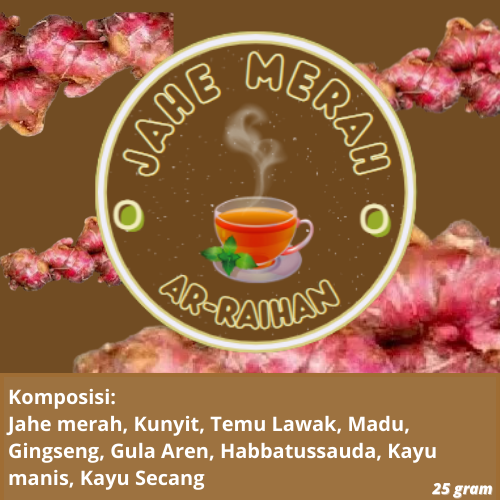 JAHE MERAH
AR-RAIHAN
Komposisi:
Jahe merah, Kunyit, Temu Lawak, Madu,
Gingseng, Gula Aren, Habbatussauda, Kayu
manis, Kayu Secang
25 gram